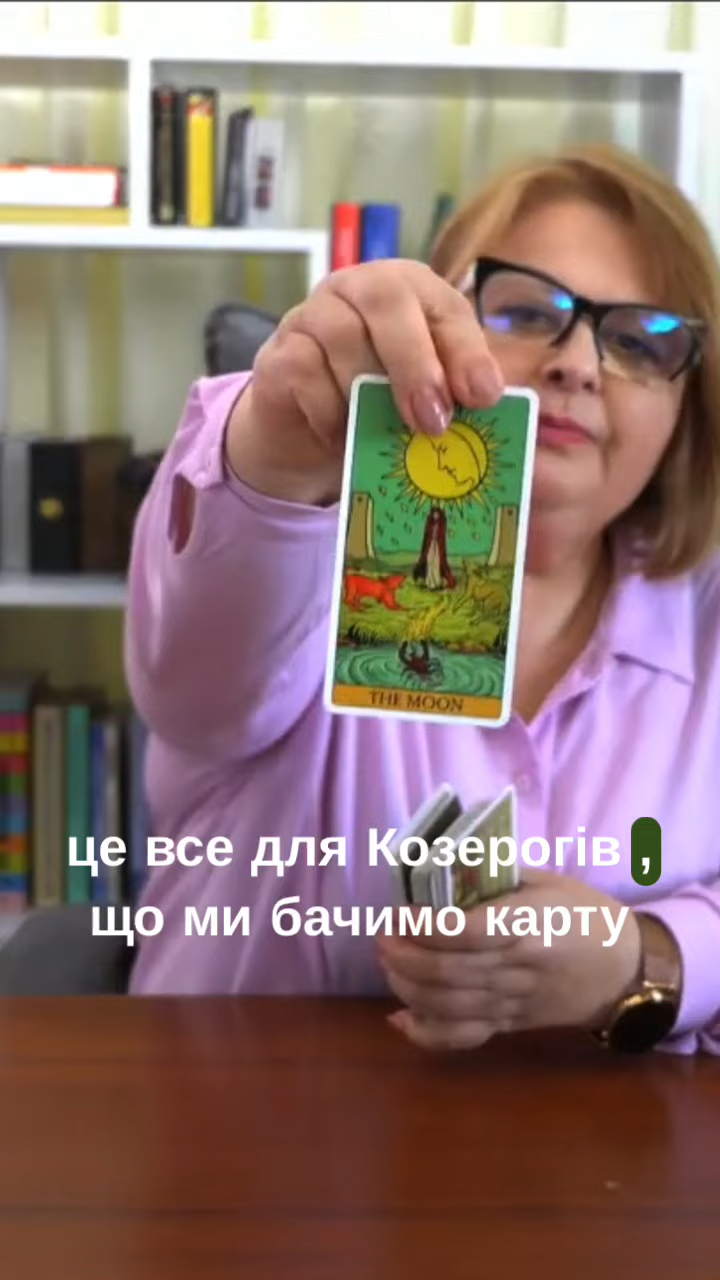 THE MOON
це все для Козерогів ,
що ми бачимо карту